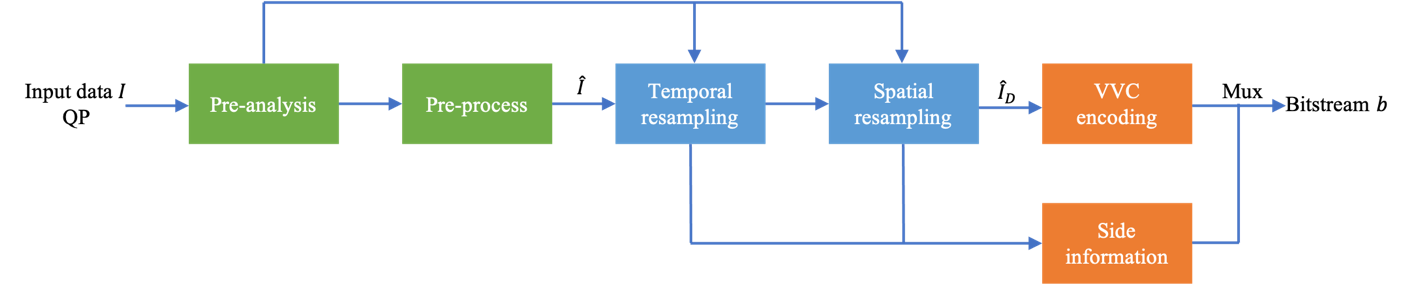 Input data I
QP
Pre-analysis
Pre-process
Î
Temporal
resampling
Spatial
resampling
Î_D
VVC
encoding
Mux
Bitstream b
Side
information